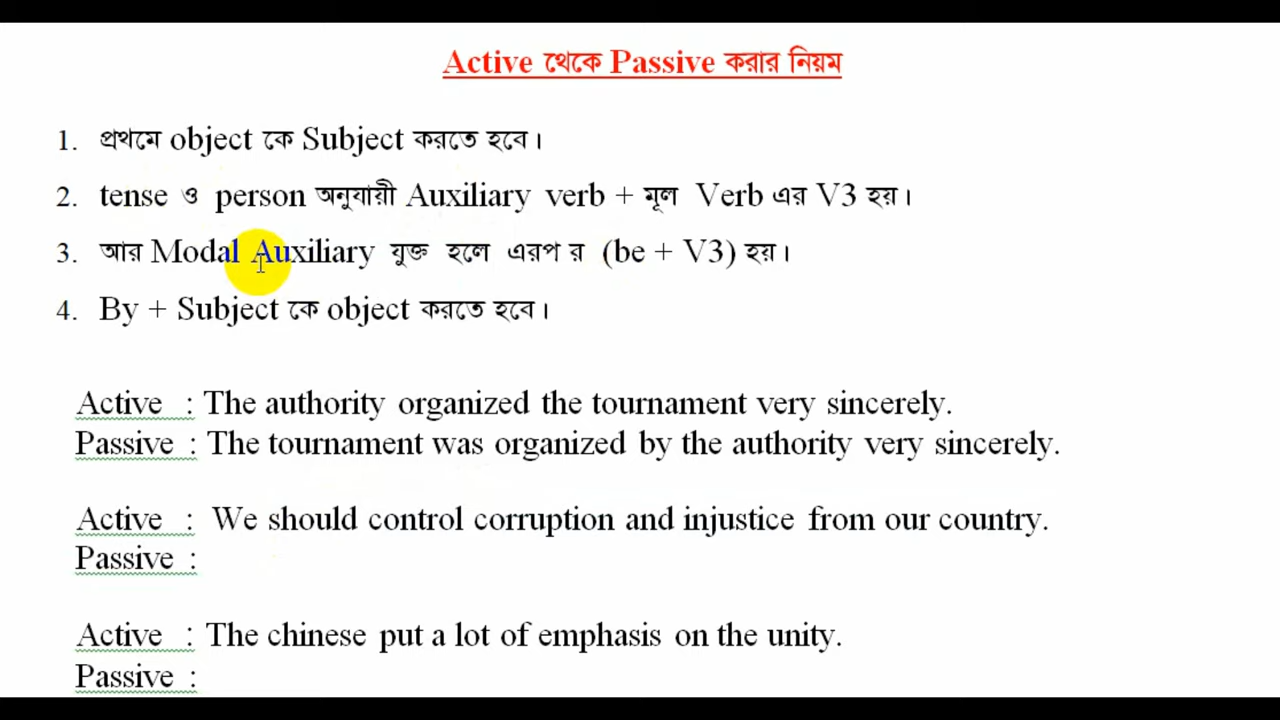 Active থেকে Passive করার নিয়ম
1. প্রথমে object কে Subject করতে হবে।
2. tense ও person অনুযায়ী Auxiliary verb + মূল Verb এর V3 হয়।
3. আর Modal Auxiliary যুক্ত হলে এরপ র (be + V3) হয়।
4. By + Subject কে object করতে হবে।
Active : The authority organized the tournament very sincerely.
Passive : The tournament was organized by the authority very sincerely.
Active : We should control corruption and injustice from our country.
Passive :
Active : The chinese put a lot of emphasis on the unity.
Passive :